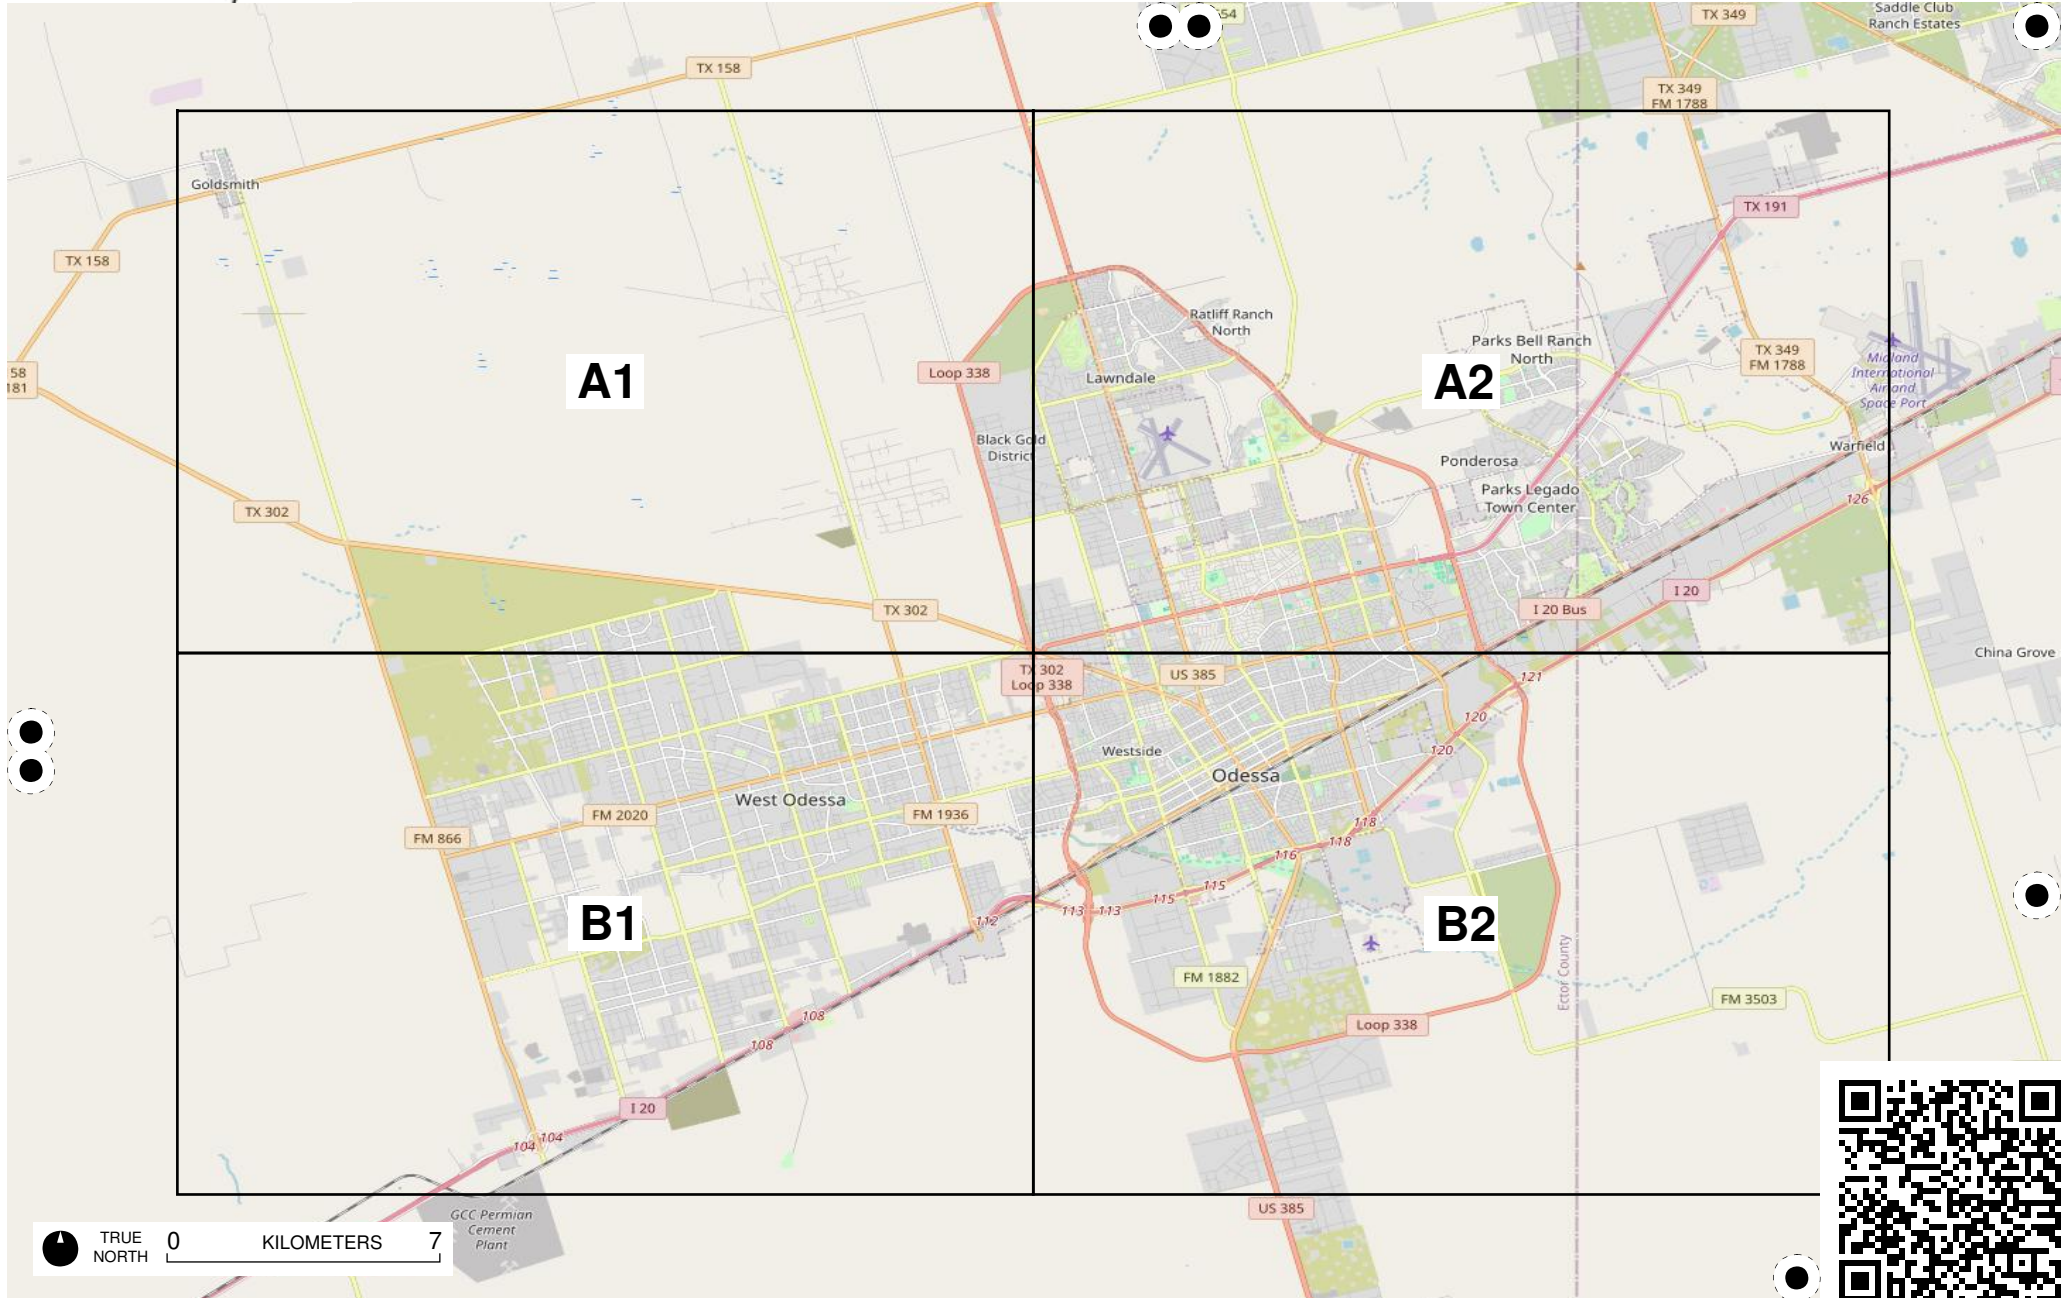 TX 349
Saddle Club
Ranch Estates
TX 158
TX 349
FM 1788
Goldsmith
TX 191
TX 158
Ratliff Ranch
North
Parks Bell Ranch
North
TX 349
FM 1788
Midland
International
Air and
Space Port
58
181
Loop 338
Lawndale
A1
A2
Black Gold
District
Warfield
Ponderosa
Parks Legado
Town Center
126
TX 302
I 20
TX 302
I 20 Bus
China Grove
TX 302
Loop 338
US 385
121
120
120
Westside
Odessa
West Odessa
FM 2020
FM 1936
FM 866
118
118
116
115
115
113
113
112
B1
B2
Ector County
FM 1882
FM 3503
108
Loop 338
108
I 20
104
104
US 385
GCC Permian
Cement
Plant
TRUE
NORTH
0
KILOMETERS
7